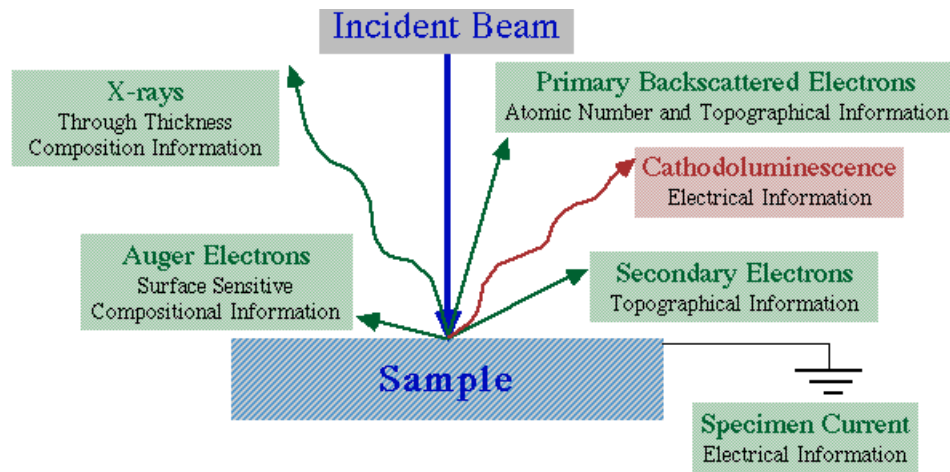 Incident Beam
X-rays
Through Thickness
Composition Information
Primary Backscattered Electrons
Atomic Number and Topographical Information
Cathodoluminescence
Electrical Information
Auger Electrons
Surface Sensitive
Compositional Information
Secondary Electrons
Topographical Information
Sample
Specimen Current
Electrical Information